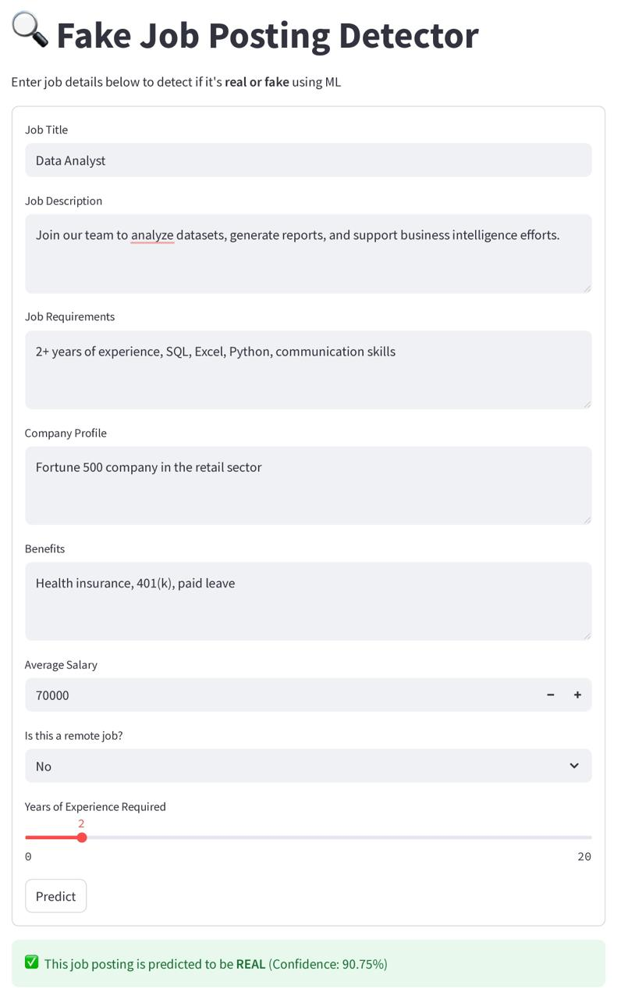 Fake Job Posting Detector
Enter job details below to detect if it's real or fake using ML
Job Title
Data Analyst
Job Description
Join our team to analyze datasets, generate reports, and support business intelligence efforts.
Job Requirements
2+ years of experience, SQL, Excel, Python, communication skills
Company Profile
Fortune 500 company in the retail sector
Benefits
Health insurance, 401(k), paid leave
Average Salary
70000
Is this a remote job?
No
Years of Experience Required
2
0 20
Predict
This job posting is predicted to be REAL (Confidence: 90.75%)